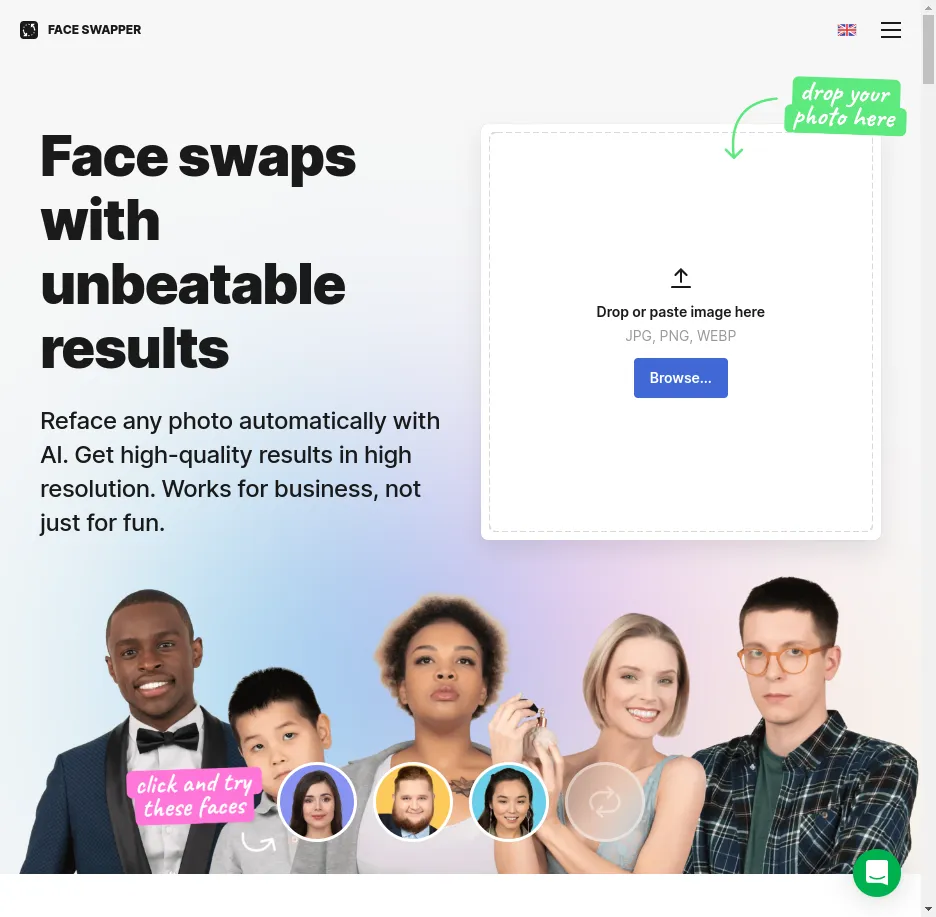 FACE SWAPPER
drop your
photo here
Face swaps
with
unbeatable
results
Reface any photo automatically with
AI. Get high-quality results in high
resolution. Works for business, not
just for fun.
Drop or paste image here
JPG, PNG, WEBP
Browse...
click and try
these faces